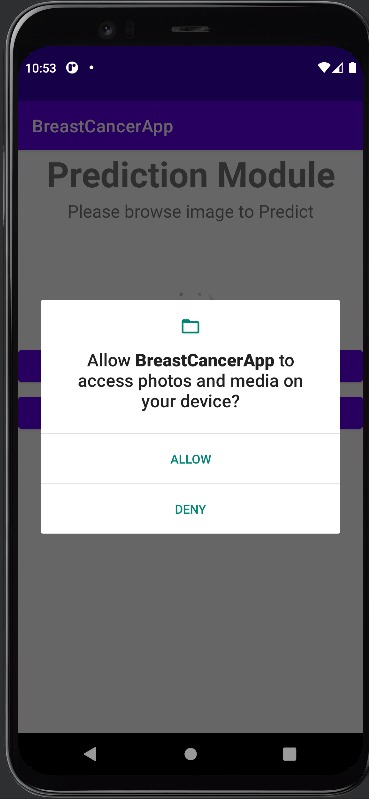 10:53
BreastCancerApp
Prediction Module
Please browse image to Predict
Allow BreastCancerApp to
access photos and media on
your device?
ALLOW
DENY